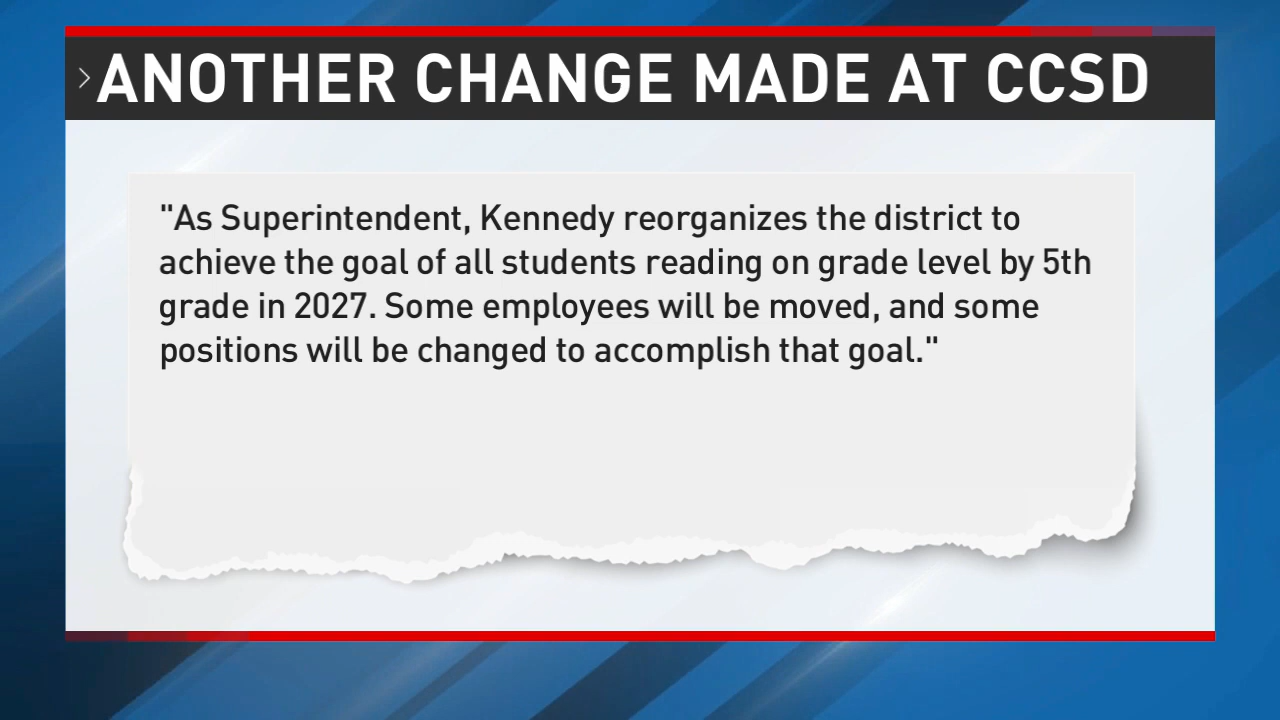 ANOTHER CHANGE MADE AT CCSD
"As Superintendent, Kennedy reorganizes the district to
achieve the goal of all students reading on grade level by 5th
grade in 2027. Some employees will be moved, and some
positions will be changed to accomplish that goal."